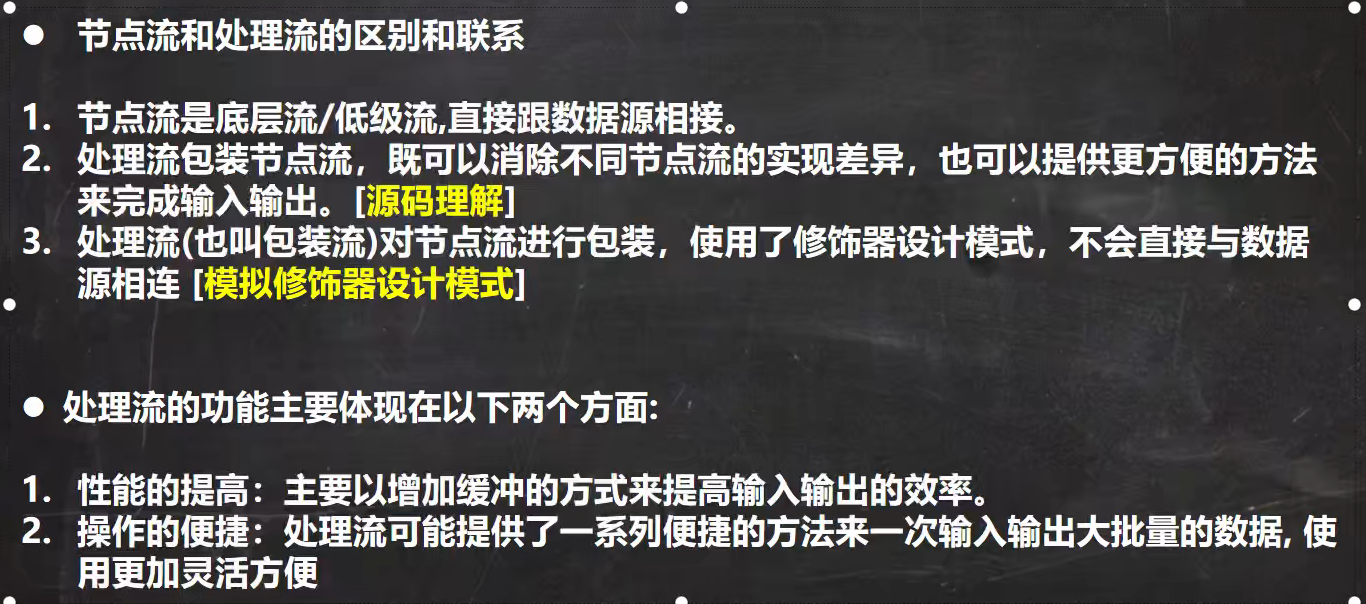 ● 节点流和处理流的区别和联系
1. 节点流是底层流/低级流,直接跟数据源相接。
2. 处理流包装节点流，既可以消除不同节点流的实现差异，也可以提供更方便的方法
来完成输入输出。[源码理解]
3. 处理流(也叫包装流)对节点流进行包装，使用了修饰器设计模式，不会直接与数据
源相连 [模拟修饰器设计模式]
● 处理流的功能主要体现在以下两个方面:
1. 性能的提高：主要以增加缓冲的方式来提高输入输出的效率。
2. 操作的便捷：处理流可能提供了一系列便捷的方法来一次输入输出大批量的数据, 使
用更加灵活方便